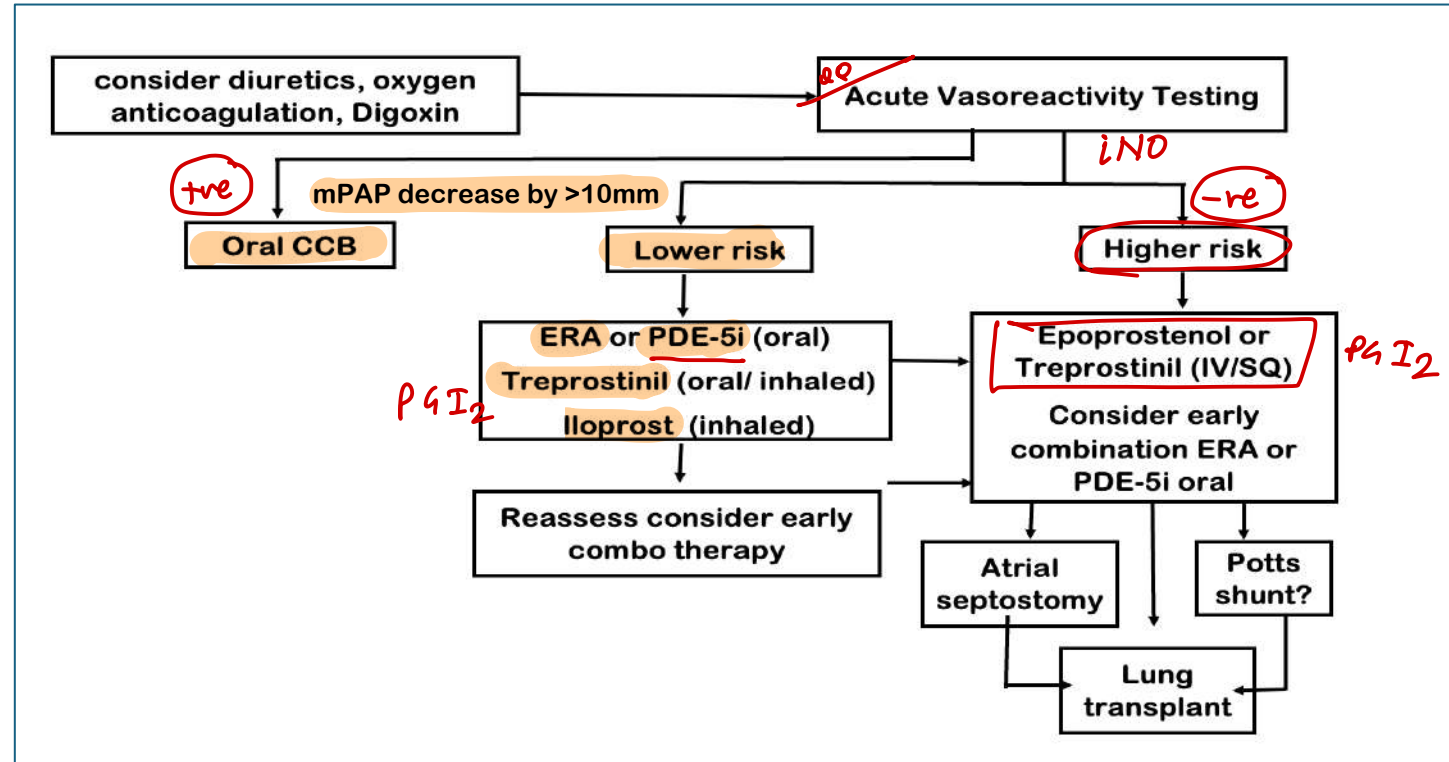 consider diuretics, oxygen
anticoagulation, Digoxin
Acute Vasoreactivity Testing
iNO
+ve
mPAP decrease by >10mm
-ve
Oral CCB
Lower risk
Higher risk
ERA or PDE-5i (oral)
Treprostinil (oral/ inhaled)
Iloprost (inhaled)
PGI2
Epoprostenol or
Treprostinil (IV/SQ)
Consider early
combination ERA or
PDE-5i oral
PGI2
Reassess consider early
combo therapy
Atrial
septostomy
Potts
shunt?
Lung
transplant